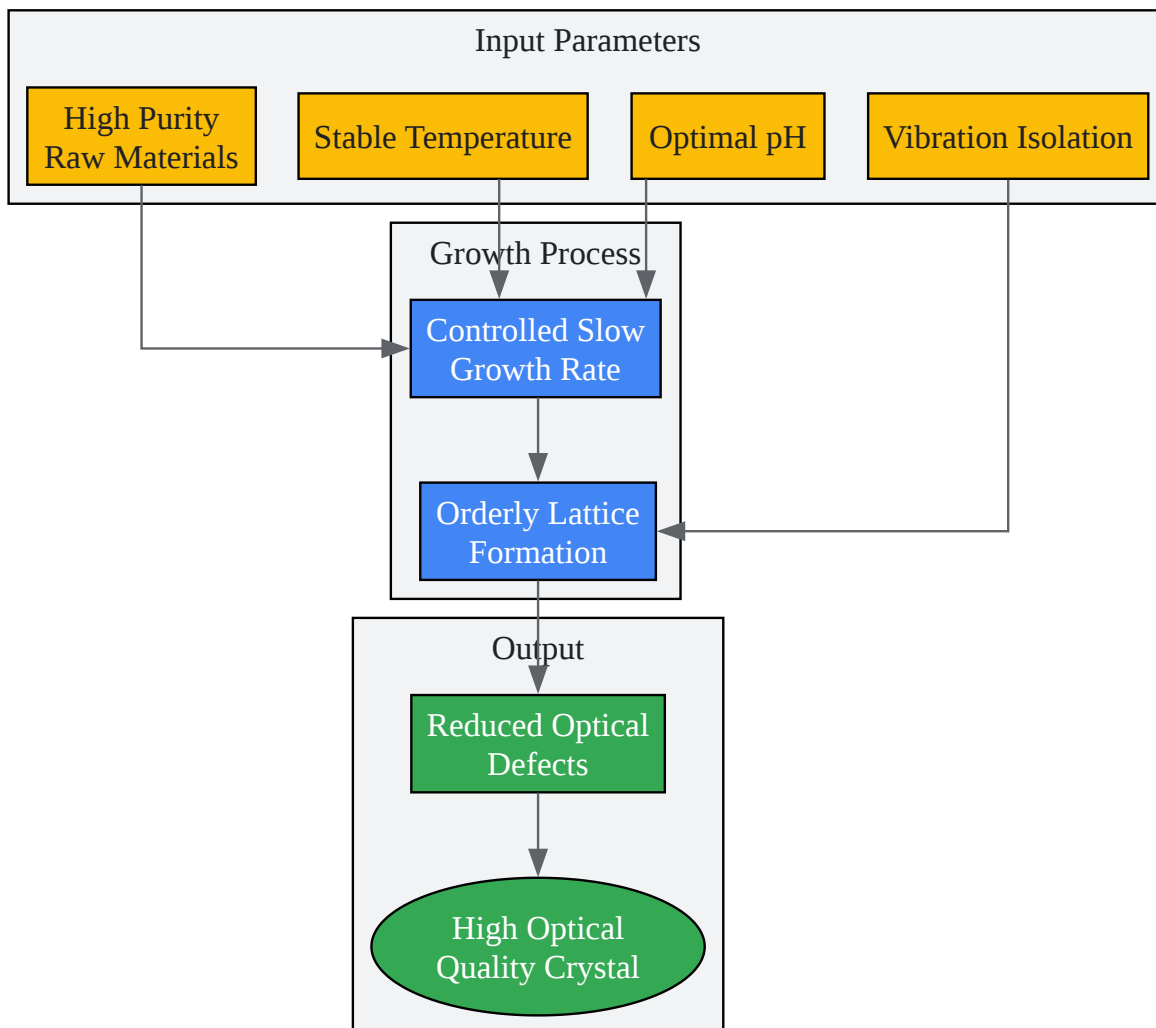 Input Parameters
High Purity
Raw Materials
Stable Temperature
Optimal pH
Vibration Isolation
Growth Process
Controlled Slow
Growth Rate
Orderly Lattice
Formation
Output
Reduced Optical
Defects
High Optical
Quality Crystal